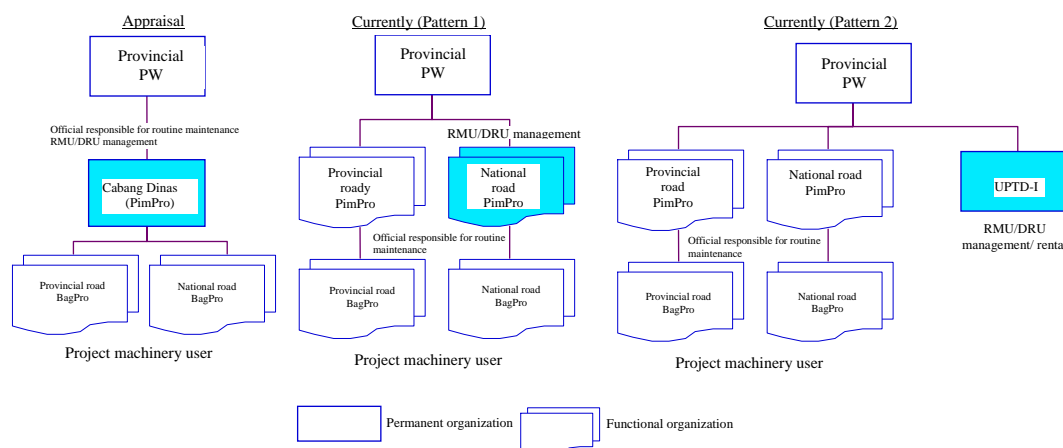 Appraisal
Provincial
PW
Official responsible for routine maintenance
RMU/DRU management
Cabang Dinas
(PimPro)
Provincial road
BagPro
National road
BagPro
Project machinery user
Currently (Pattern 1)
Provincial
PW
RMU/DRU management
Provincial
roady
PimPro
National
road
PimPro
Official responsible for routine
maintenance
Provincial road
BagPro
National road
BagPro
Project machinery user
Currently (Pattern 2)
Provincial
PW
Provincial
road
PimPro
National road
PimPro
UPTD-I
RMU/DRU
management/ renta
Official responsible for routine
maintenance
Provincial road
BagPro
National road
BagPro
Project machinery user
Permanent organization
Functional organization